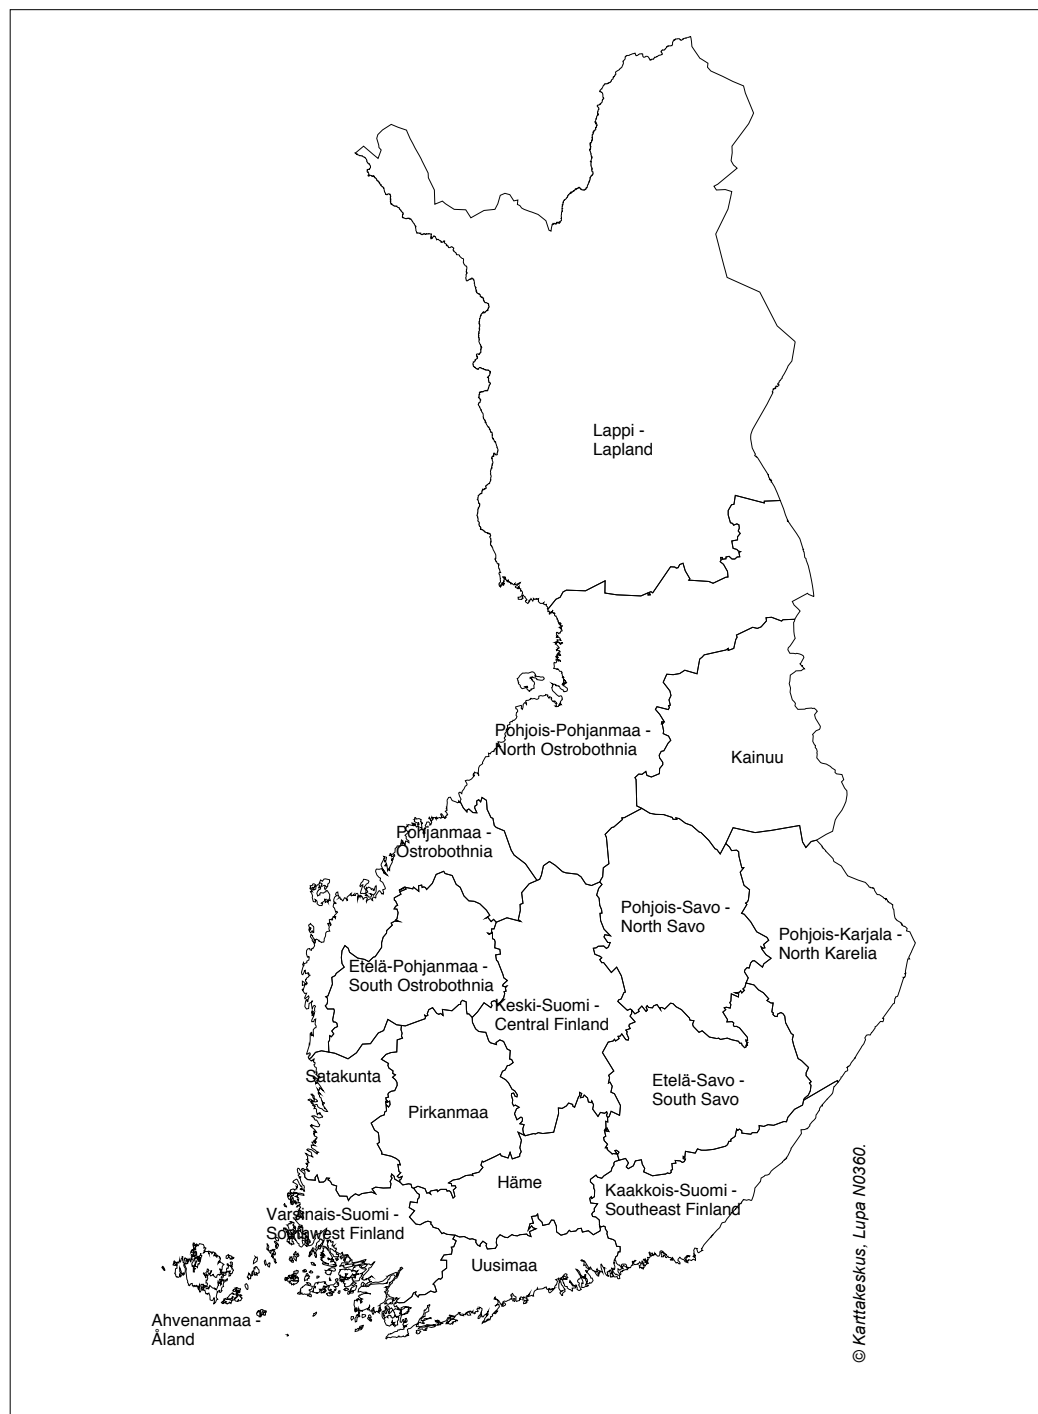 Lappi -
Lapland
Pohjois-Pohjanmaa -
North Ostrobothnia
Kainuu
Pohjanmaa -
Ostrobothnia
Pohjois-Savo -
North Savo
Pohjois-Karjala -
North Karelia
Etelä-Pohjanmaa -
South Ostrobothnia
Keski-Suomi -
Central Finland
Satakunta
Etelä-Savo -
South Savo
Pirkanmaa
Häme
Kaakkois-Suomi -
Southeast Finland
Varsinais-Suomi -
Southwest Finland
Uusimaa
Ahvenanmaa -
Åland
© Karttakeskus, Lupa N0360.